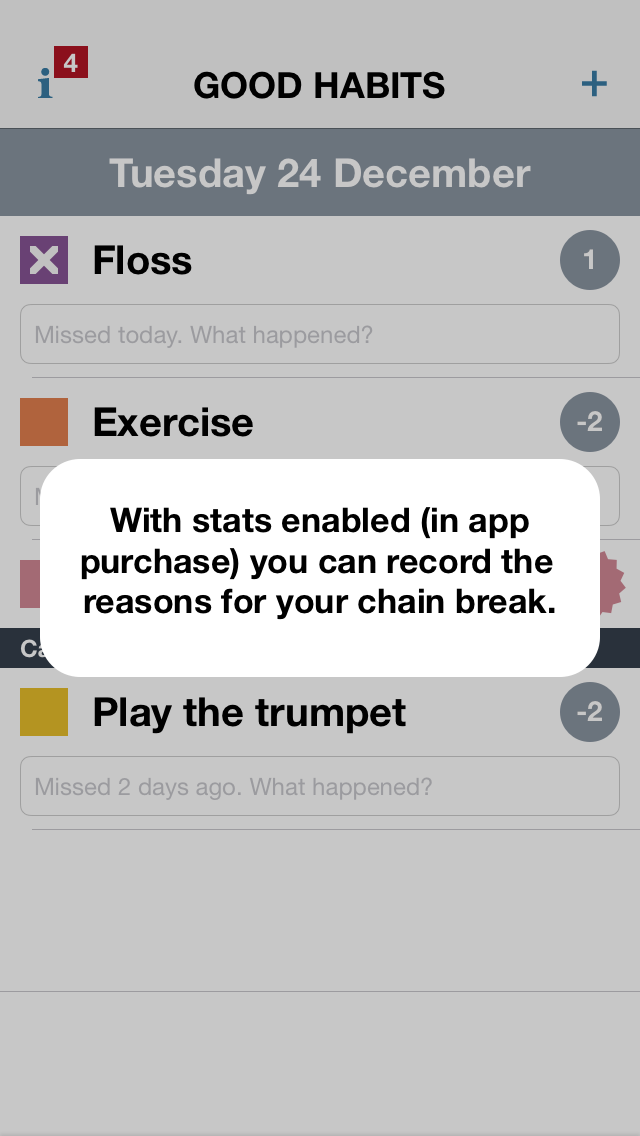 4
GOOD HABITS
Tuesday 24 December
Floss
1
Missed today. What happened?
Exercise
-2
With stats enabled (in app
purchase) you can record the
reasons for your chain break.
Play the trumpet
-2
Missed 2 days ago. What happened?